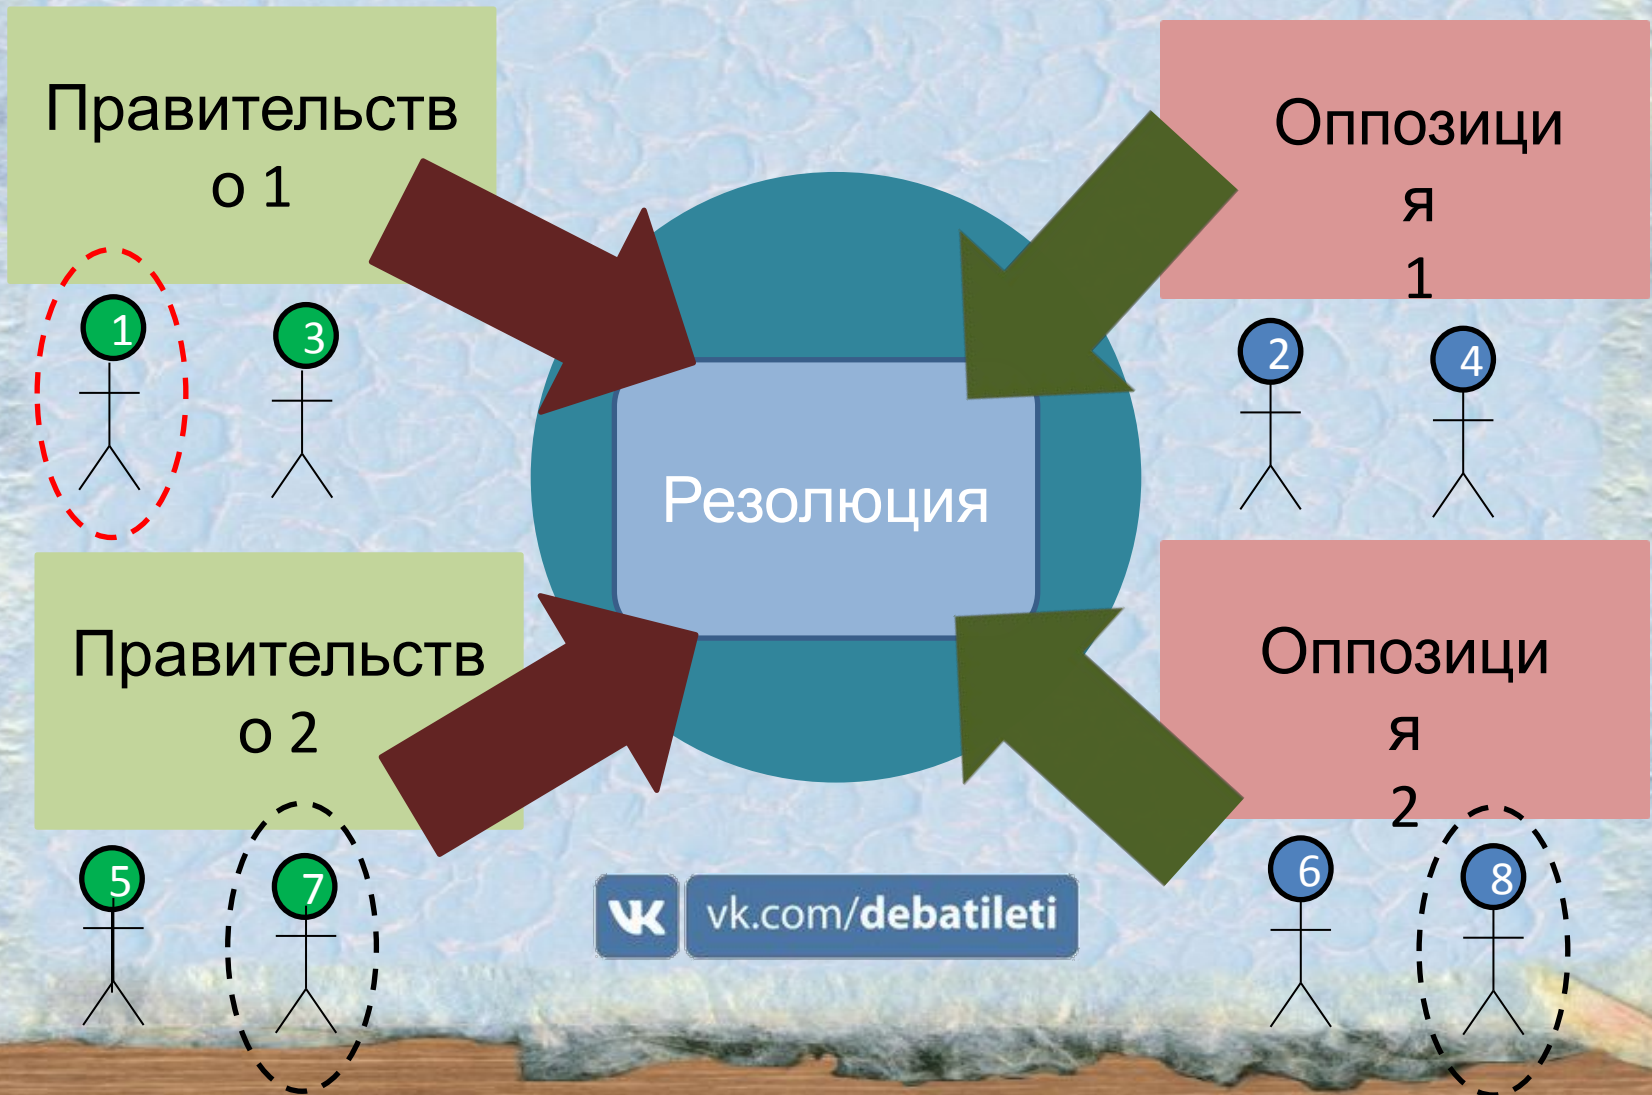 Правительств
о 1
Оппозици
я
1
1
3
2
4
Резолюция
Правительств
о 2
Оппозици
я
2
5
7
6
8
vk.com/debatileti